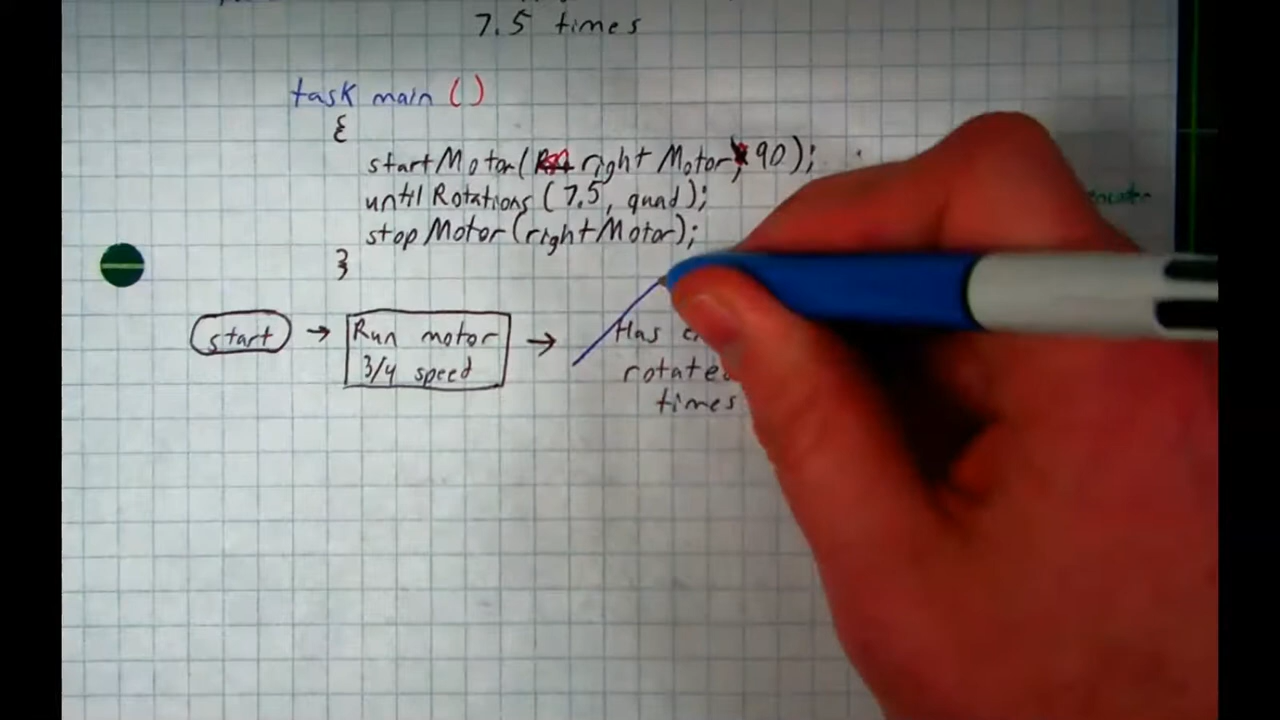 7.5 times
task main ()
{
startMotor( rightMotor, 90);
untilRotations (7.5, quad);
stopMotor(rightMotor);
}
start → Run motor → Has
3/4 speed rotated
times